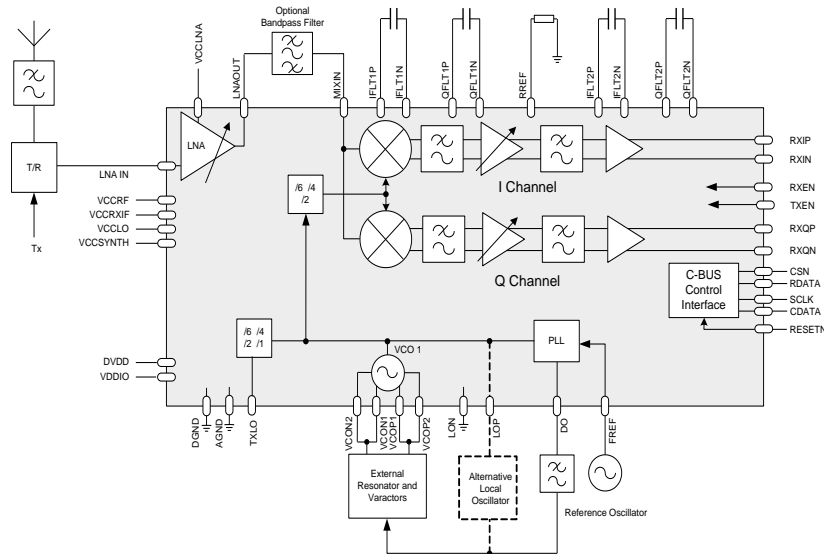 Optional
Bandpass Filter
VCCLNA
LNAOUT
MIXIN
IFLT1P
IFLT1N
QFLT1P
QFLT1N
RREF
IFLT2P
IFLT2N
QFLT2P
QFLT2N
T/R
Tx
LNA IN
LNA
VCCRF
VCCRXIF
VCCLO
VCCSYNTH
/6 /4
/2
I Channel
Q Channel
RXIP
RXIN
RXEN
TXEN
RXQP
RXQN
C-BUS
Control
Interface
CSN
RDATA
SCLK
CDATA
RESETN
/6 /4
/2 /1
VCO 1
PLL
DVDD
VDDIO
DGND
AGND
TXLO
VCON2
VCON1
VCOP1
VCOP2
LON
LOP
DO
FREF
External
Resonator and
Varactors
Alternative
Local
Oscillator
Reference Oscillator